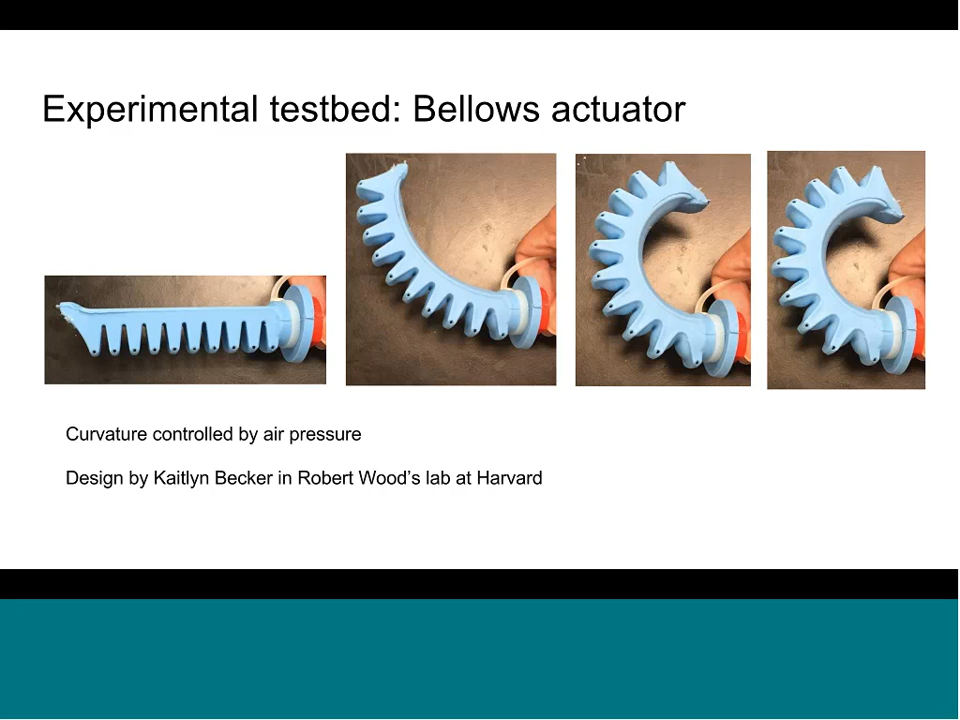 Experimental testbed: Bellows actuator
Curvature controlled by air pressure
Design by Kaitlyn Becker in Robert Wood's lab at Harvard